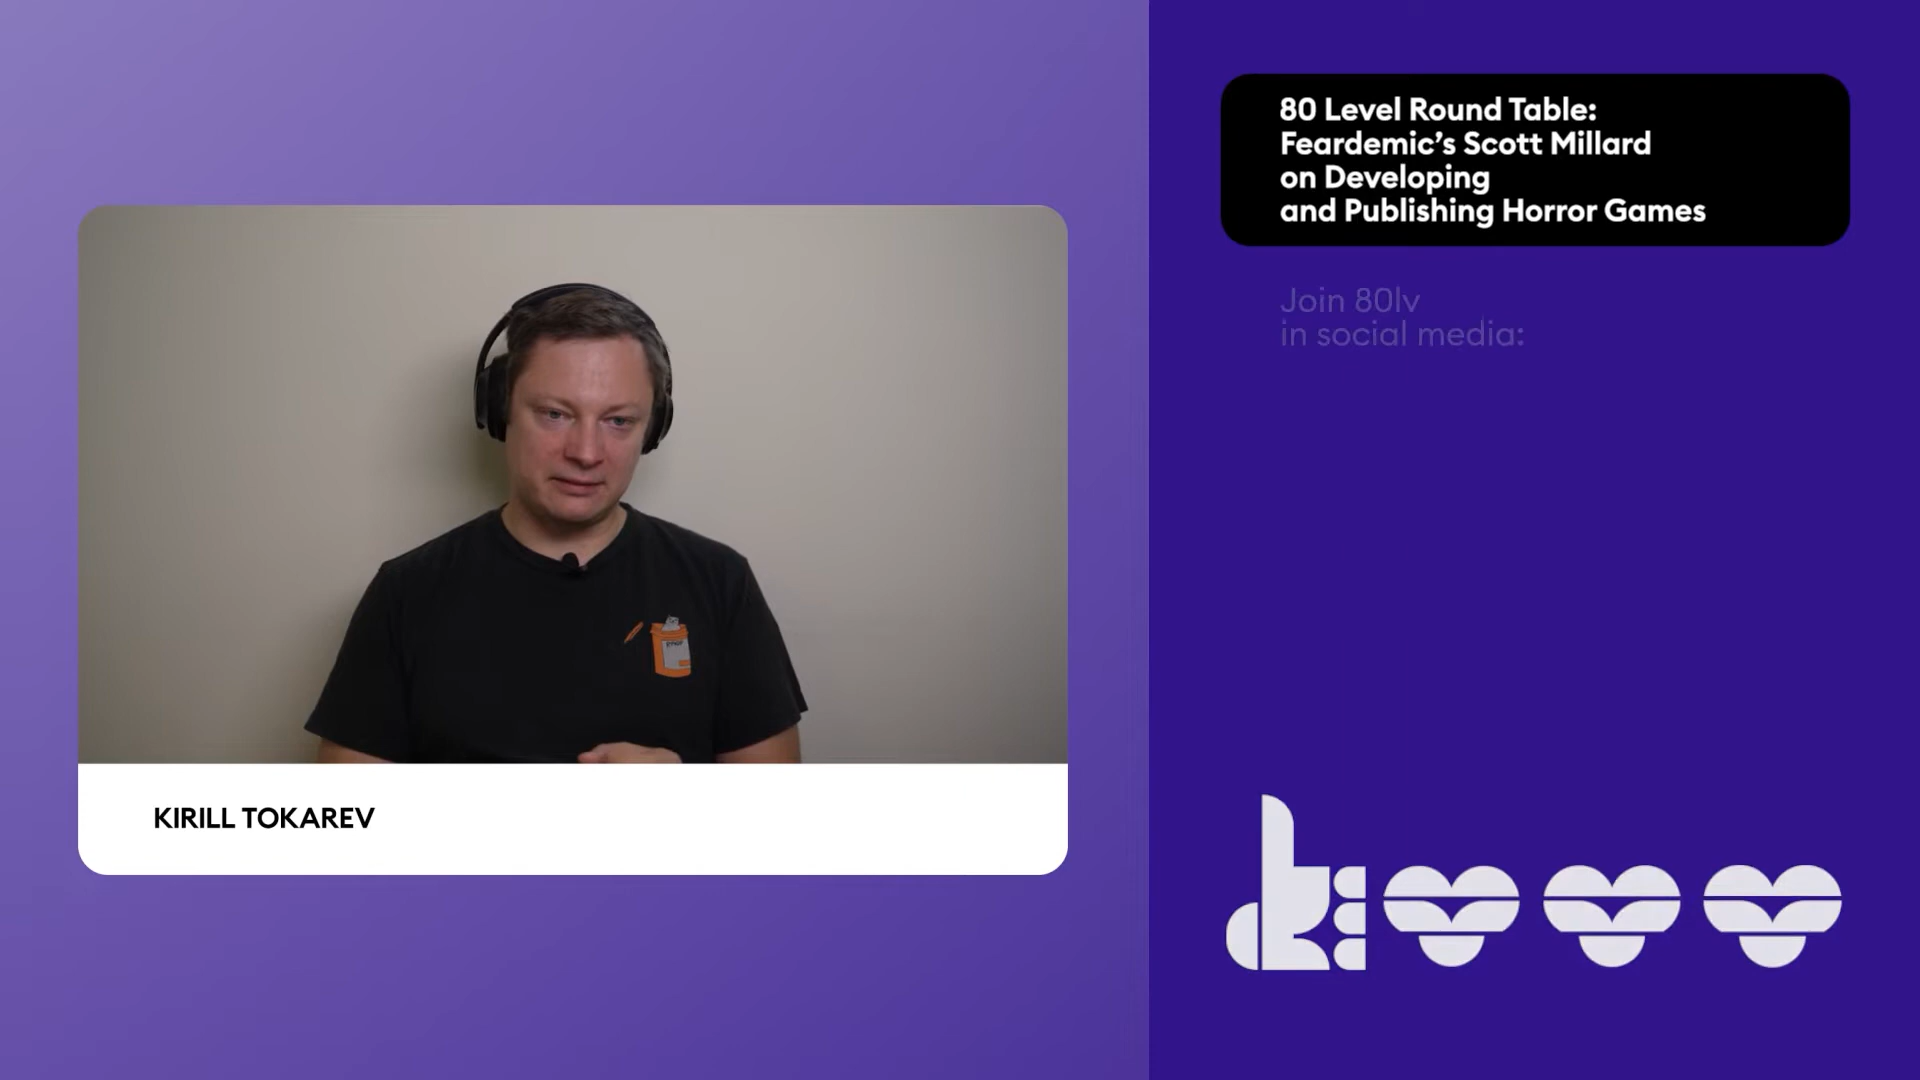 80 Level Round Table:
Feardemic’s Scott Millard
on Developing
and Publishing Horror Games
Join 80lv
in social media:
KIRILL TOKAREV